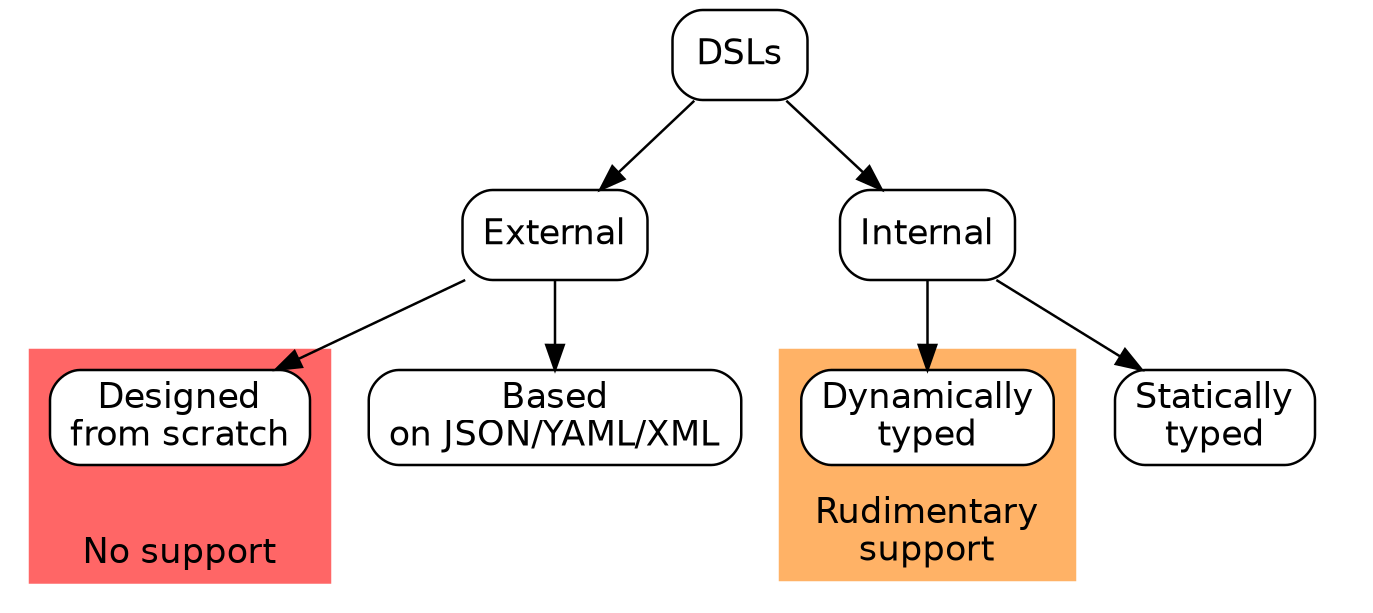 DSLs
External
Internal
Designed
from scratch
Based
on JSON/YAML/XML
Dynamically
typed
Statically
typed
No support
Rudimentary
support